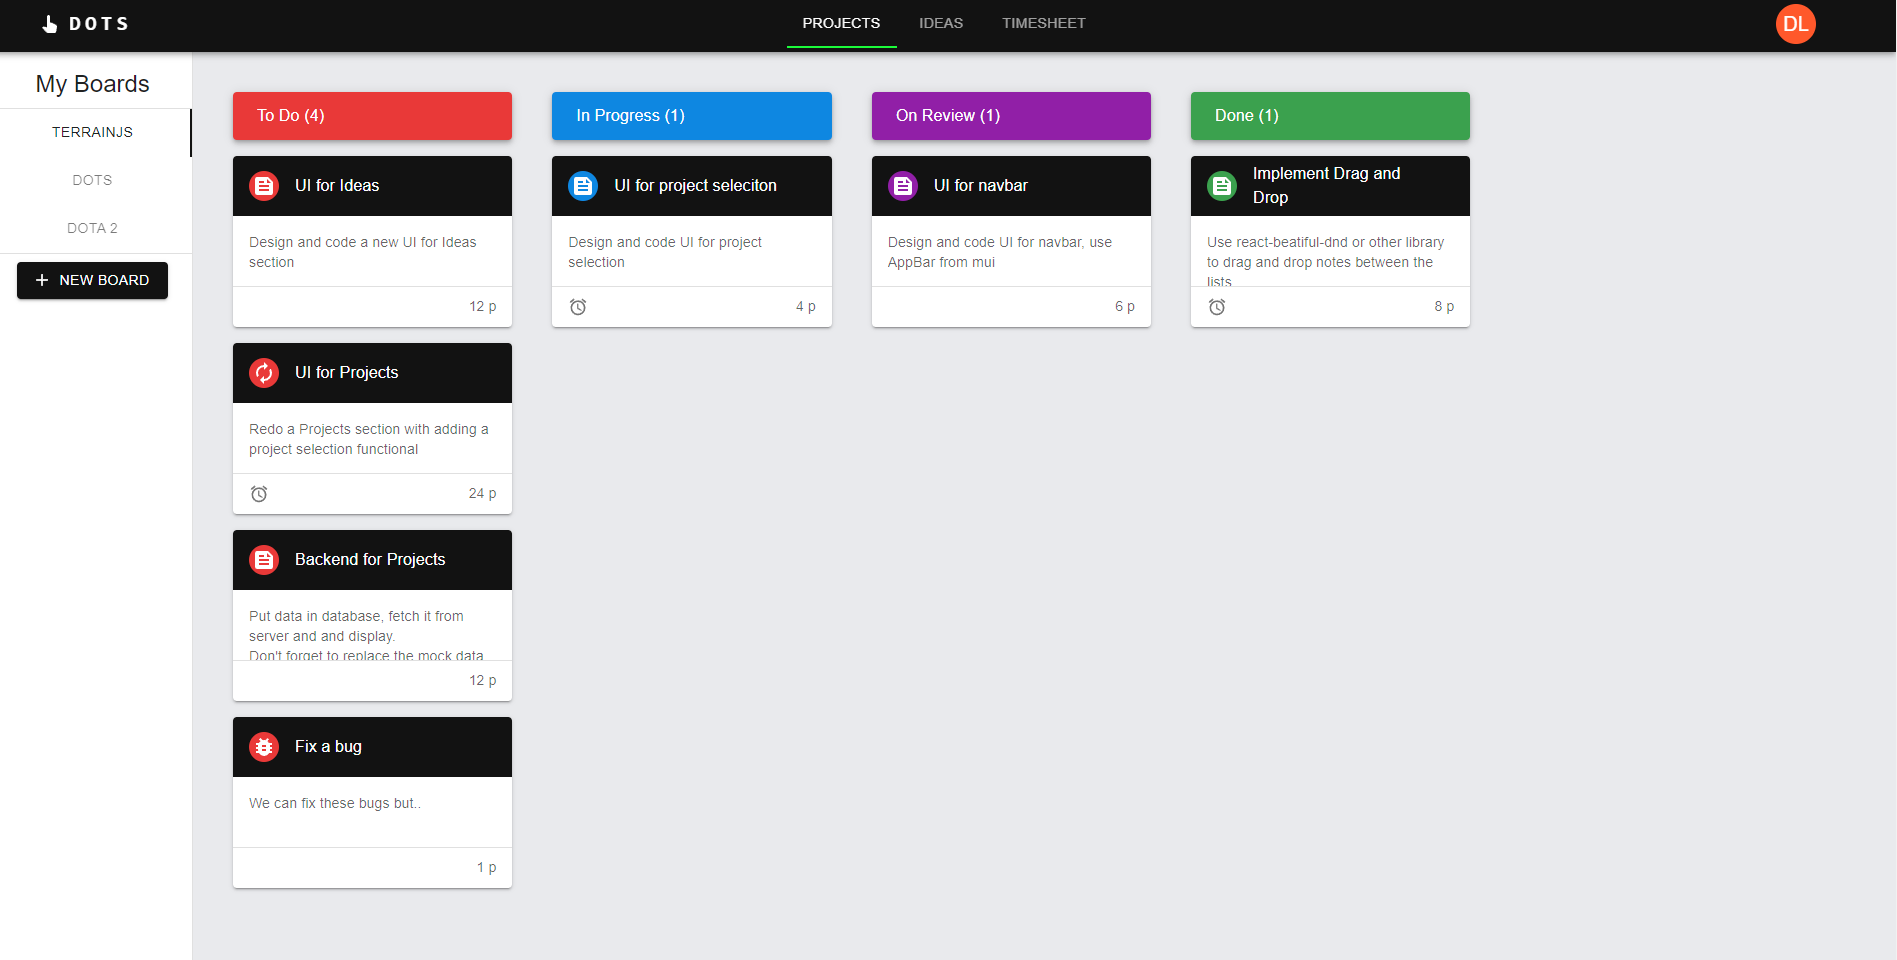 DOTS
PROJECTS
IDEAS
TIMESHEET
DL
My Boards
TERRAINJS
DOTS
DOTA 2
NEW BOARD
To Do (4)
UI for Ideas
Design and code a new UI for Ideas
section
12 p
UI for Projects
Redo a Projects section with adding a
project selection functional
24 p
Backend for Projects
Put data in database, fetch it from
server and and display.
Don't forget to replace the mock data
12 p
Fix a bug
We can fix these bugs but..
1 p
In Progress (1)
UI for project seleciton
Design and code UI for project
selection
4 p
On Review (1)
UI for navbar
Design and code UI for navbar, use
AppBar from mui
6 p
Done (1)
Implement Drag and
Drop
Use react-beatiful-dnd or other library
to drag and drop notes between the
lists
8 p